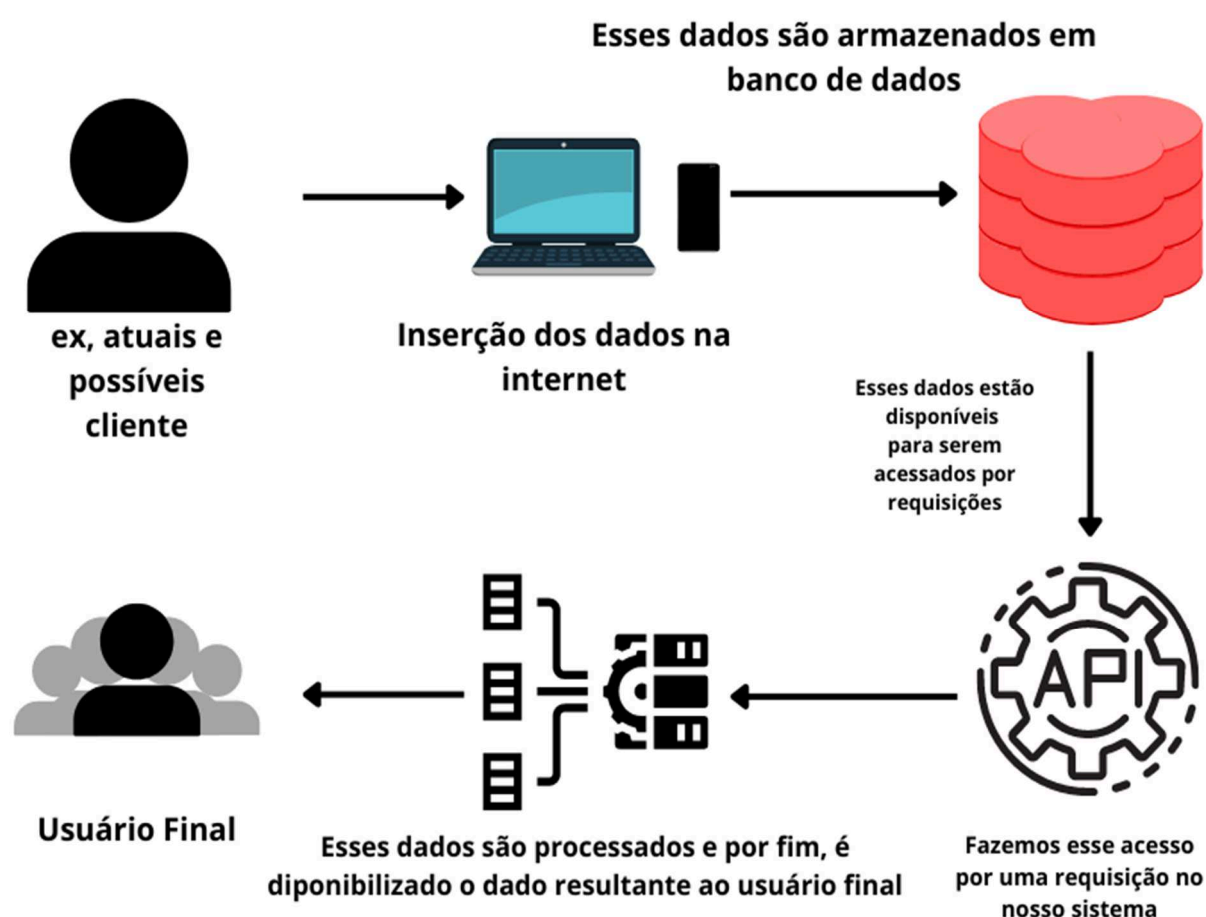 Esses dados são armazenados em
banco de dados
ex, atuais e
possíveis
cliente
Inserção dos dados na
internet
Esses dados estão
disponíveis
para serem
acessados por
requisições
API
Fazemos esse acesso
por uma requisição no
nosso sistema
Esses dados são processados e por fim, é
diponibilizado o dado resultante ao usuário final
Usuário Final